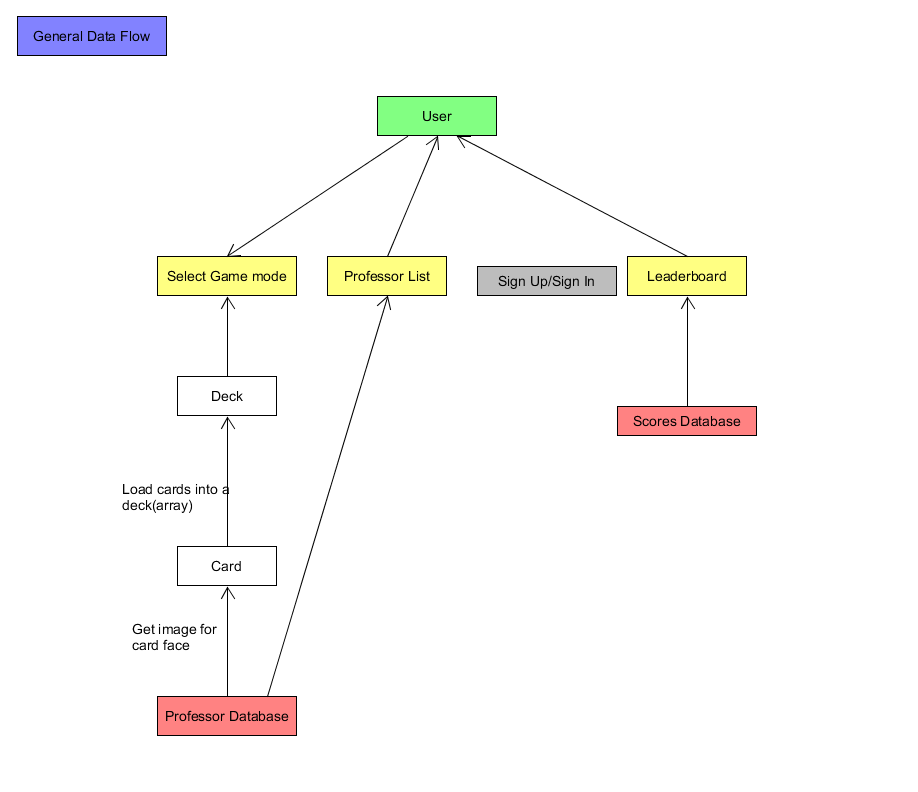 General Data Flow
User
Select Game mode
Professor List
Sign Up/Sign In
Leaderboard
Deck
Scores Database
Load cards into a
deck(array)
Card
Get image for
card face
Professor Database